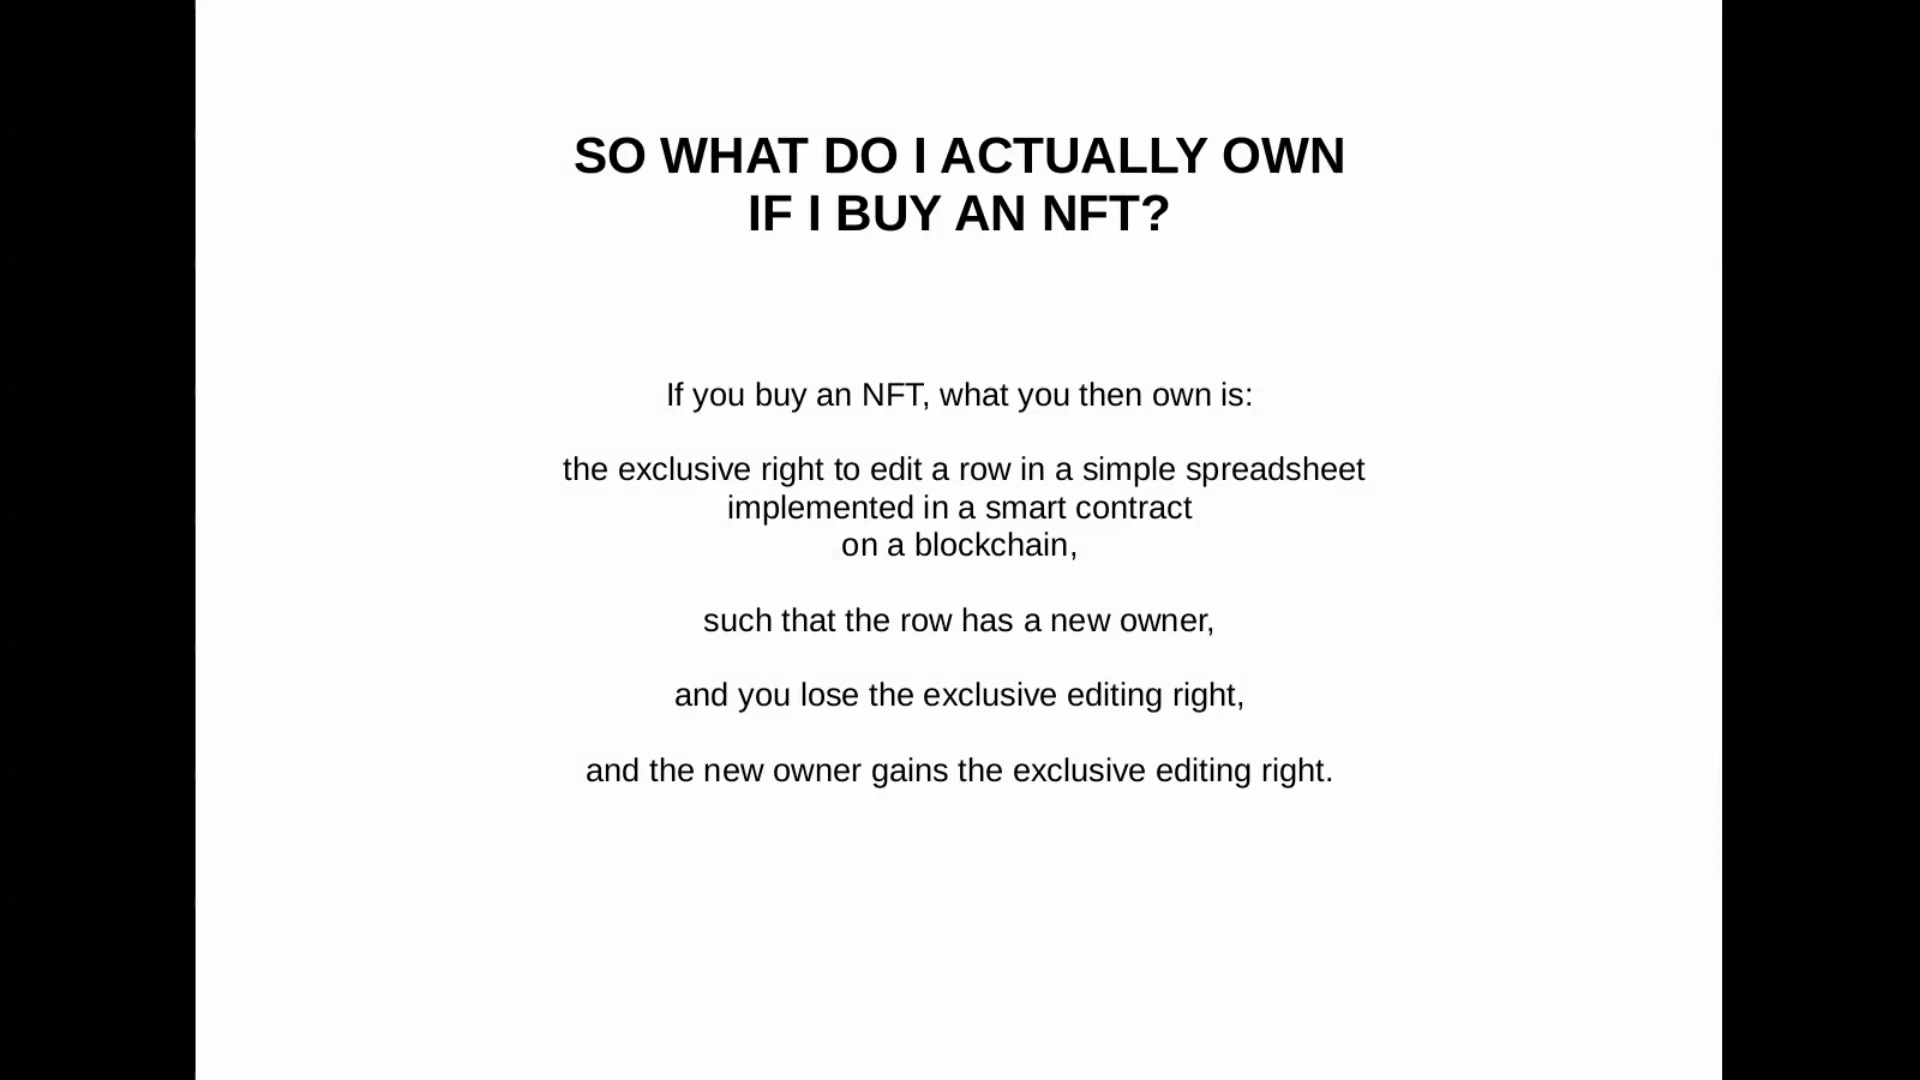 SO WHAT DO I ACTUALLY OWN
IF I BUY AN NFT?
If you buy an NFT, what you then own is:
the exclusive right to edit a row in a simple spreadsheet
implemented in a smart contract
on a blockchain,
such that the row has a new owner,
and you lose the exclusive editing right,
and the new owner gains the exclusive editing right.